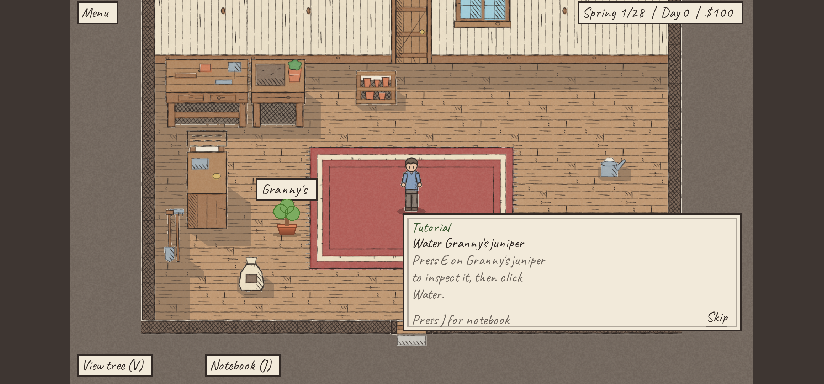 Menu
Spring 1/28 | Day 0 | $100
Granny's
Tutorial
Water Granny's juniper
Press E on Granny's juniper
to inspect it, then click
Water.
Press J for notebook
Skip
View tree (V)
Notebook (J)